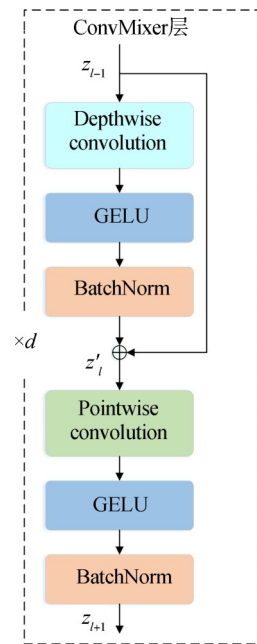 ConvMixer层
z_{l-1}
Depthwise
convolution
GELU
BatchNorm
×d
z'_l
Pointwise
convolution
GELU
BatchNorm
z_{l+1}